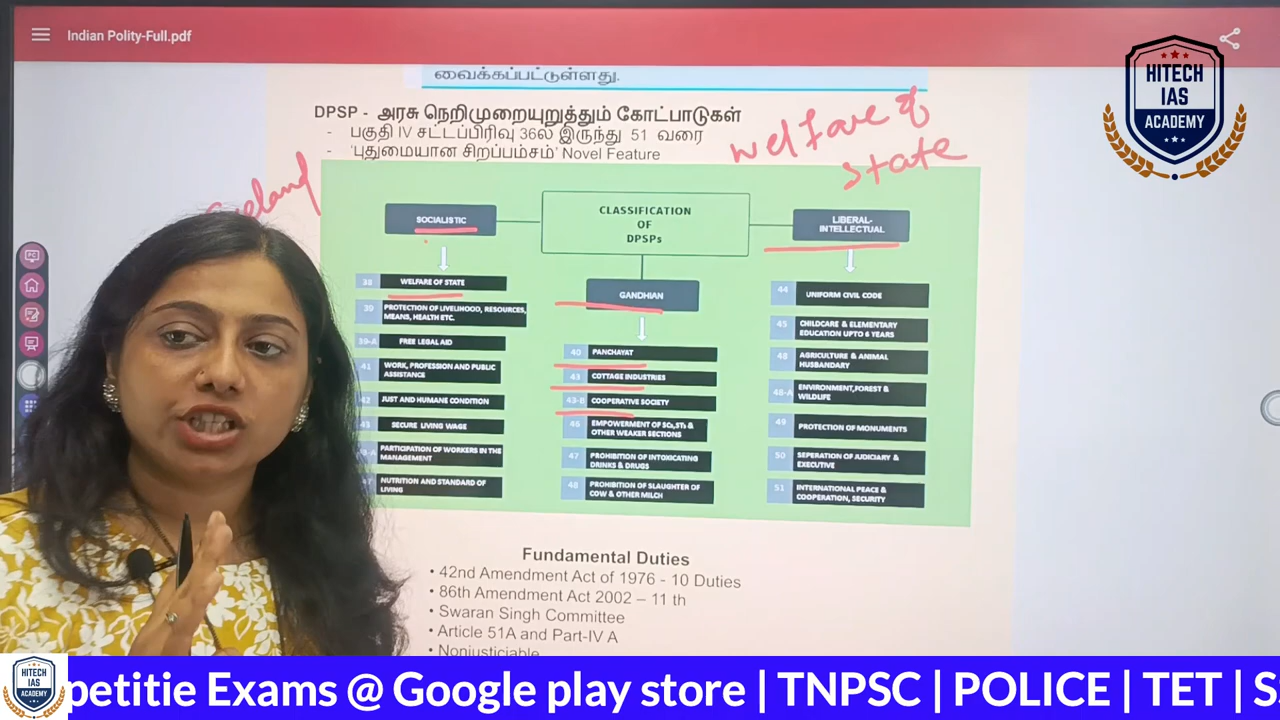 Indian Polity-Full.pdf
HITECH
IAS
ACADEMY
வைக்கப்பட்டுள்ளது.
DPSP - அரசு நெறிமுறையுறுத்தும் கோட்பாடுகள்
- பகுதி IV சட்டப்பிரிவு 36ல் இருந்து 51 வரை
- 'புதுமையான சிறப்பம்சம்' Novel Feature
welfare of
state
CLASSIFICATION
OF
DPSPs
SOCIALISTIC
38 WELFARE OF STATE
39 PROTECTION OF LIVELIHOOD, RESOURCES,
MEANS, HEALTH ETC.
39-A FREE LEGAL AID
41 WORK, PROFESSION AND PUBLIC
ASSISTANCE
42 JUST AND HUMANE CONDITION
43 SECURE LIVING WAGE
PARTICIPATION OF WORKERS IN THE
MANAGEMENT
47 NUTRITION AND STANDARD OF
LIVING
GANDHIAN
40 PANCHAYAT
43 COTTAGE INDUSTRIES
43-B COOPERATIVE SOCIETY
46 EMPOWERMENT OF SCs,STs &
OTHER WEAKER SECTIONS
47 PROHIBITION OF INTOXICATING
DRINKS & DRUGS
48 PROHIBITION OF SLAUGHTER OF
COW & OTHER MILCH
LIBERAL-
INTELLECTUAL
44 UNIFORM CIVIL CODE
45 CHILDCARE & ELEMENTARY
EDUCATION UPTO 6 YEARS
48 AGRICULTURE & ANIMAL
HUSBANDARY
48-A ENVIRONMENT,FOREST &
WILDLIFE
49 PROTECTION OF MONUMENTS
50 SEPERATION OF JUDICIARY &
EXECUTIVE
51 INTERNATIONAL PEACE &
COOPERATION, SECURITY
Fundamental Duties
• 42nd Amendment Act of 1976 - 10 Duties
• 86th Amendment Act 2002 – 11 th
• Swaran Singh Committee
• Article 51A and Part-IV A
• Nonjusticiable
HITECH
IAS
ACADEMY
petitie Exams @ Google play store | TNPSC | POLICE | TET | S